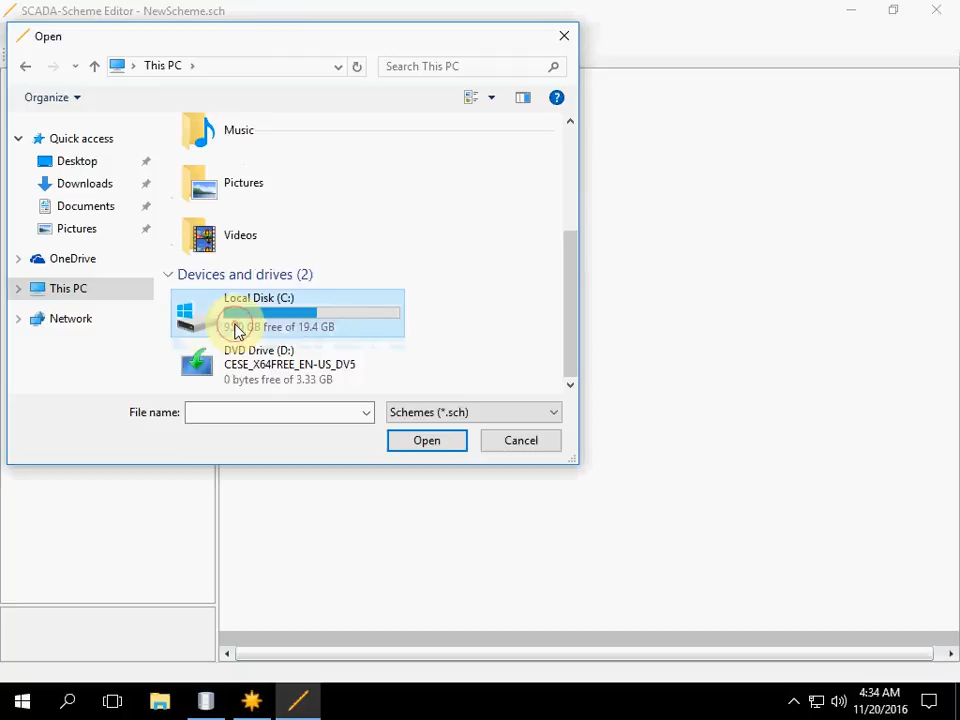 SCADA-Scheme Editor - NewScheme.sch
Open
This PC
Search This PC
Organize
Music
Quick access
Desktop
Downloads
Documents
Pictures
OneDrive
This PC
Network
Pictures
Videos
Devices and drives (2)
Local Disk (C:)
GB free of 19.4 GB
DVD Drive (D:)
CESE_X64FREE_EN-US_DV5
0 bytes free of 3.33 GB
File name:
Schemes (*.sch)
Open
Cancel
4:34 AM
11/20/2016